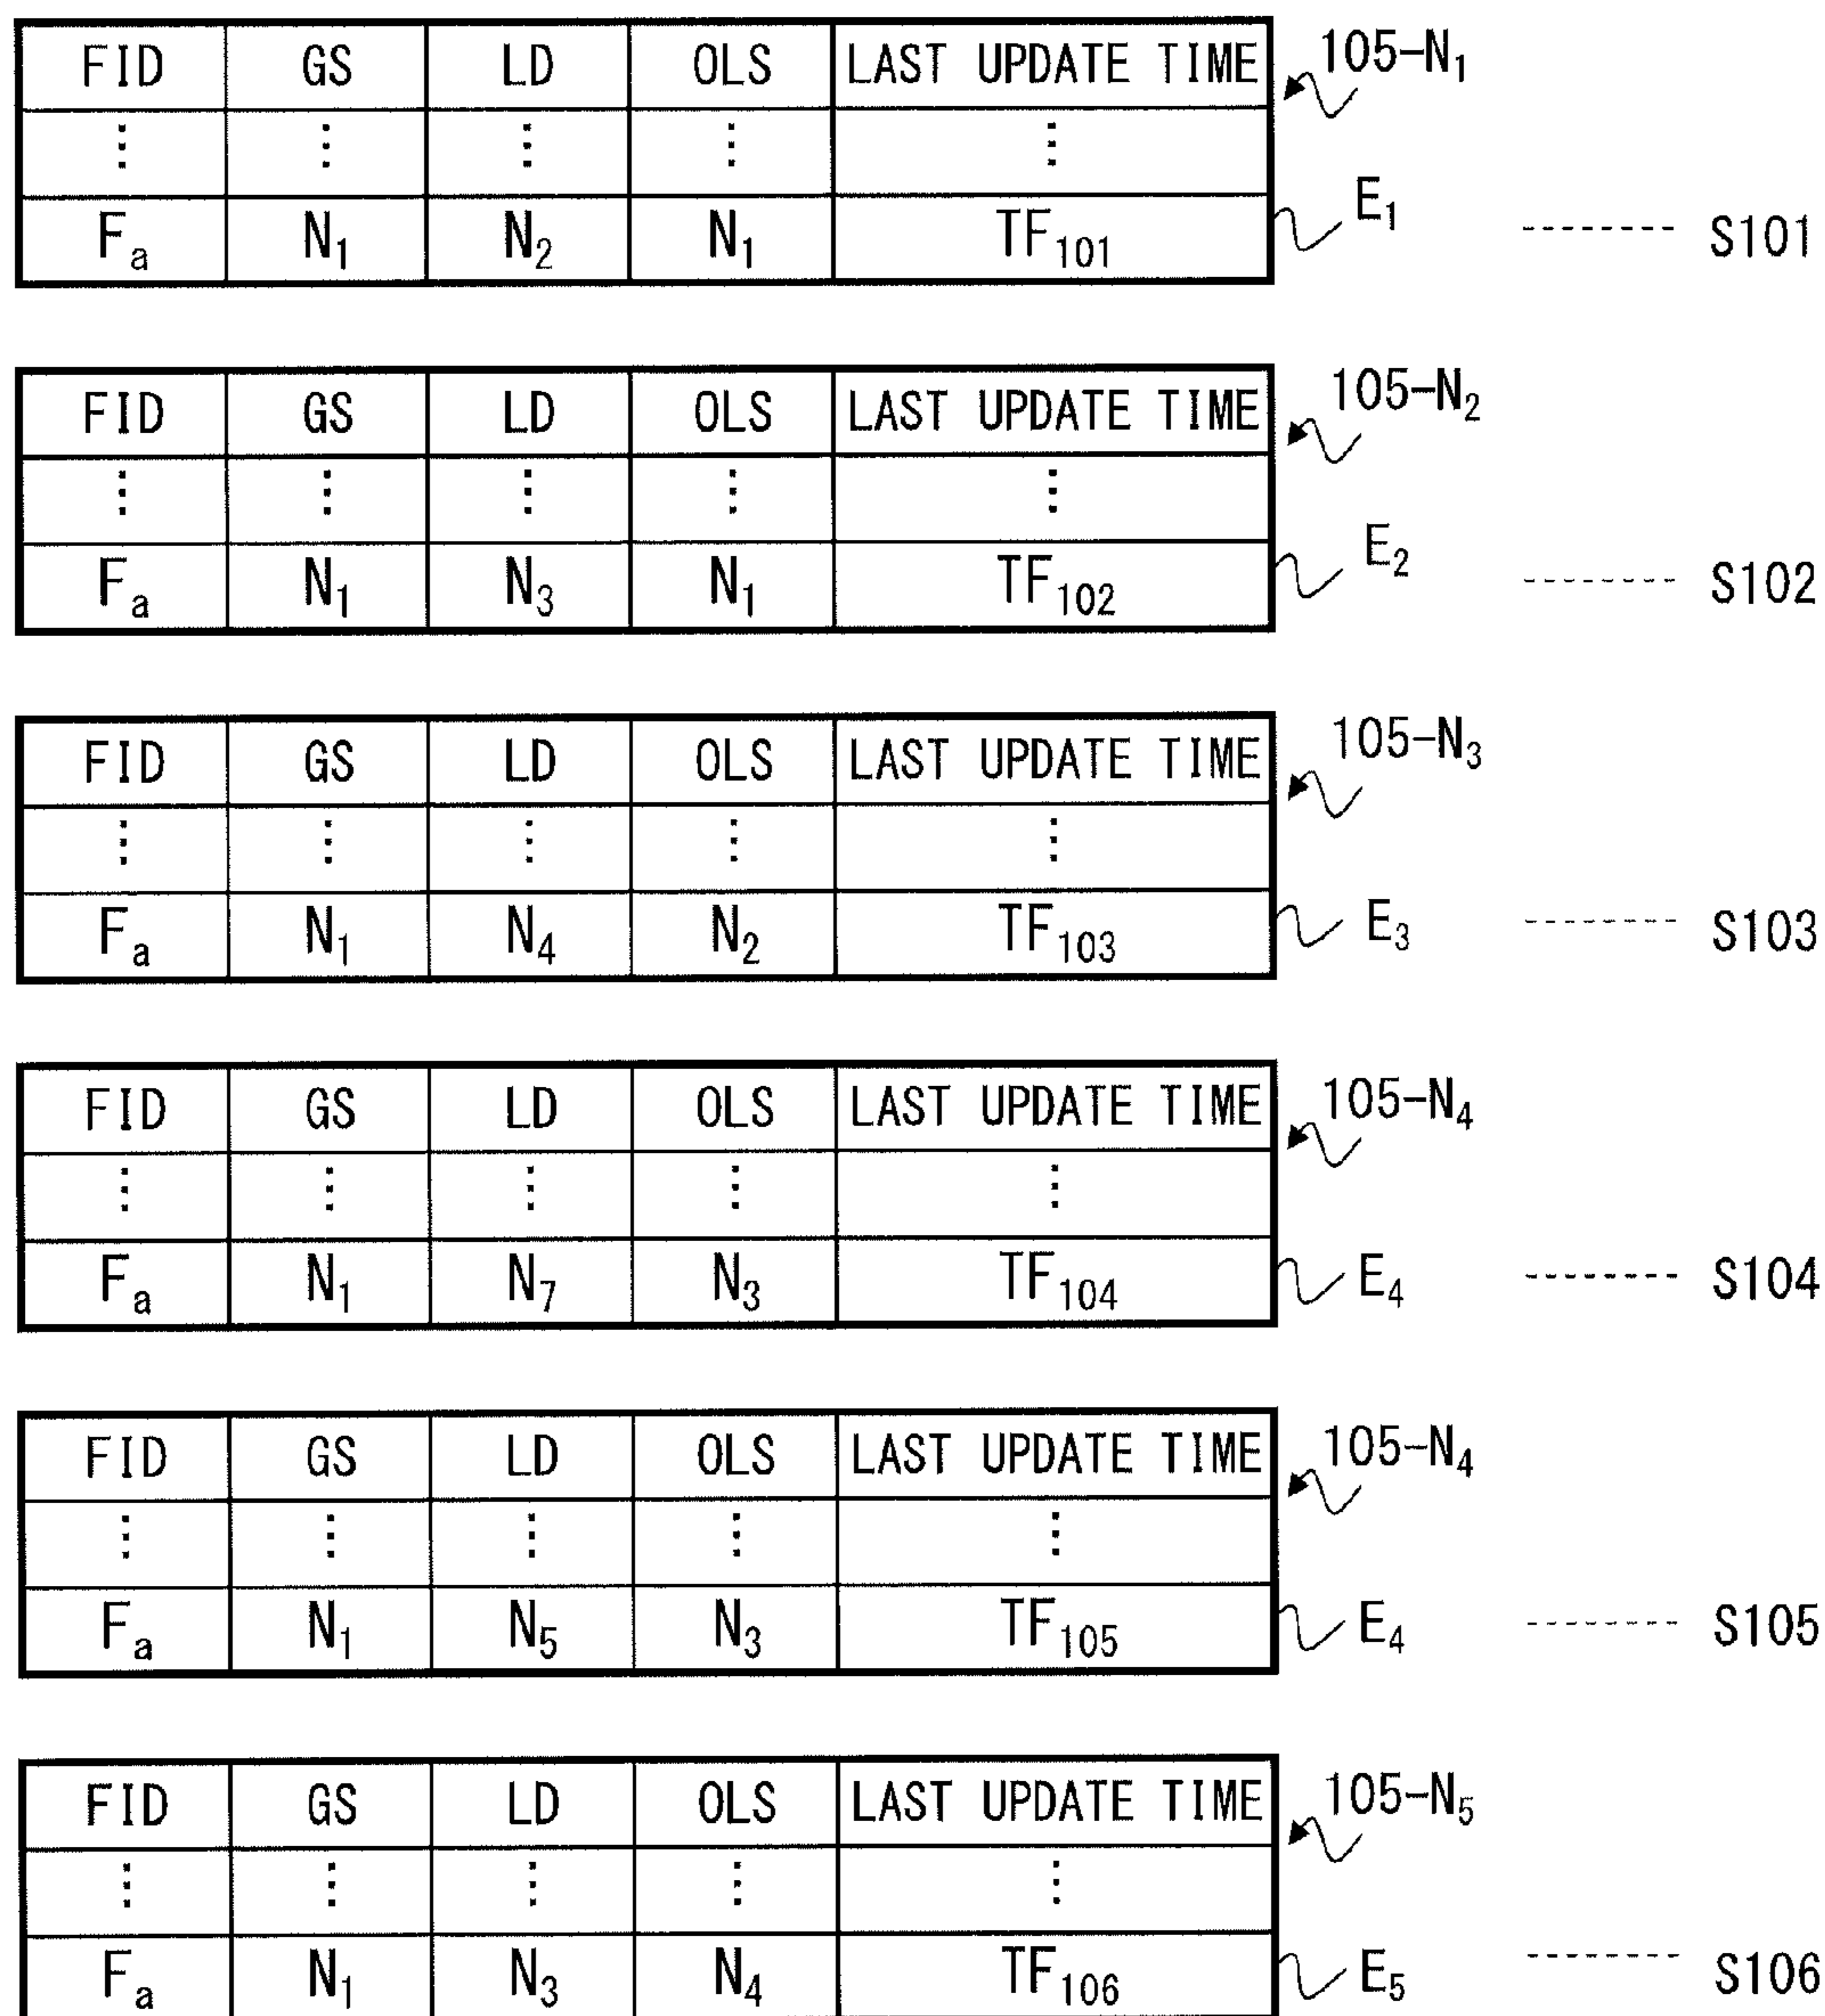 FID GS LD OLS LAST UPDATE TIME 105-N₁
⋮ ⋮ ⋮ ⋮ ⋮
Fₐ N₁ N₂ N₁ TF₁₀₁ E₁ -------- S101
FID GS LD OLS LAST UPDATE TIME 105-N₂
⋮ ⋮ ⋮ ⋮ ⋮
Fₐ N₁ N₃ N₁ TF₁₀₂ E₂ -------- S102
FID GS LD OLS LAST UPDATE TIME 105-N₃
⋮ ⋮ ⋮ ⋮ ⋮
Fₐ N₁ N₄ N₂ TF₁₀₃ E₃ -------- S103
FID GS LD OLS LAST UPDATE TIME 105-N₄
⋮ ⋮ ⋮ ⋮ ⋮
Fₐ N₁ N₇ N₃ TF₁₀₄ E₄ -------- S104
FID GS LD OLS LAST UPDATE TIME 105-N₄
⋮ ⋮ ⋮ ⋮ ⋮
Fₐ N₁ N₅ N₃ TF₁₀₅ E₄ -------- S105
FID GS LD OLS LAST UPDATE TIME 105-N₅
⋮ ⋮ ⋮ ⋮ ⋮
Fₐ N₁ N₃ N₄ TF₁₀₆ E₅ -------- S106